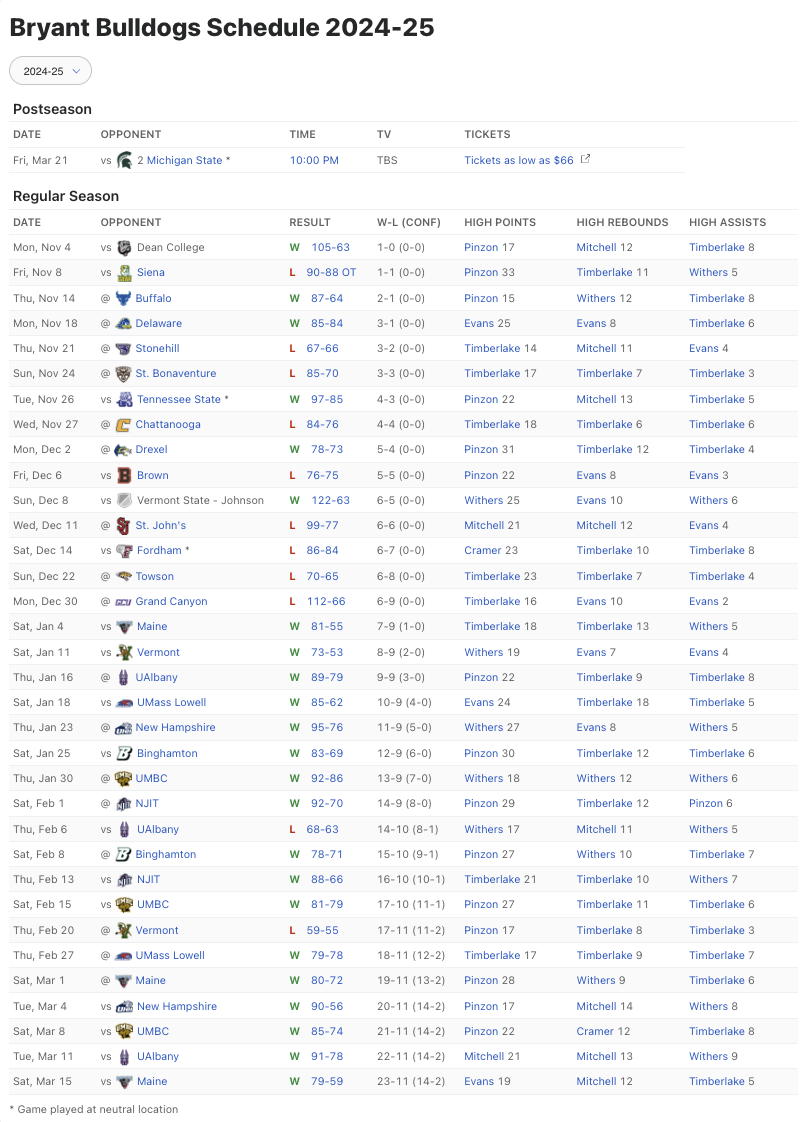 Bryant Bulldogs Schedule 2024-25
2024-25
Postseason
DATE OPPONENT TIME TV TICKETS
Fri, Mar 21 vs 2 Michigan State * 10:00 PM TBS Tickets as low as $66
Regular Season
DATE OPPONENT RESULT W-L (CONF) HIGH POINTS HIGH REBOUNDS HIGH ASSISTS
Mon, Nov 4 vs Dean College W 105-63 1-0 (0-0) Pinzon 17 Mitchell 12 Timberlake 8
Fri, Nov 8 vs Siena L 90-88 OT 1-1 (0-0) Pinzon 33 Timberlake 11 Withers 5
Thu, Nov 14 @ Buffalo W 87-64 2-1 (0-0) Pinzon 15 Withers 12 Timberlake 8
Mon, Nov 18 @ Delaware W 85-84 3-1 (0-0) Evans 25 Evans 8 Timberlake 6
Thu, Nov 21 @ Stonehill L 67-66 3-2 (0-0) Timberlake 14 Mitchell 11 Evans 4
Sun, Nov 24 @ St. Bonaventure L 85-70 3-3 (0-0) Timberlake 17 Timberlake 7 Timberlake 3
Tue, Nov 26 vs Tennessee State * W 97-85 4-3 (0-0) Pinzon 22 Mitchell 13 Timberlake 5
Wed, Nov 27 @ Chattanooga L 84-76 4-4 (0-0) Timberlake 18 Timberlake 6 Timberlake 6
Mon, Dec 2 @ Drexel W 78-73 5-4 (0-0) Pinzon 31 Timberlake 12 Timberlake 4
Fri, Dec 6 vs Brown L 76-75 5-5 (0-0) Pinzon 22 Evans 8 Evans 3
Sun, Dec 8 vs Vermont State - Johnson W 122-63 6-5 (0-0) Withers 25 Evans 10 Withers 6
Wed, Dec 11 @ St. John's L 99-77 6-6 (0-0) Mitchell 21 Mitchell 12 Evans 4
Sat, Dec 14 vs Fordham * L 86-84 6-7 (0-0) Cramer 23 Timberlake 10 Timberlake 8
Sun, Dec 22 @ Towson L 70-65 6-8 (0-0) Timberlake 23 Timberlake 7 Timberlake 4
Mon, Dec 30 @ GCU Grand Canyon L 112-66 6-9 (0-0) Timberlake 16 Evans 10 Evans 2
Sat, Jan 4 vs Maine W 81-55 7-9 (1-0) Timberlake 18 Timberlake 13 Withers 5
Sat, Jan 11 vs Vermont W 73-53 8-9 (2-0) Withers 19 Evans 7 Evans 4
Thu, Jan 16 @ UAlbany W 89-79 9-9 (3-0) Pinzon 22 Timberlake 9 Timberlake 8
Sat, Jan 18 vs UMass Lowell W 85-62 10-9 (4-0) Evans 24 Timberlake 18 Timberlake 5
Thu, Jan 23 @ New Hampshire W 95-76 11-9 (5-0) Withers 27 Evans 8 Withers 5
Sat, Jan 25 vs Binghamton W 83-69 12-9 (6-0) Pinzon 30 Timberlake 12 Timberlake 6
Thu, Jan 30 @ UMBC W 92-86 13-9 (7-0) Withers 18 Withers 12 Withers 6
Sat, Feb 1 @ NJIT W 92-70 14-9 (8-0) Pinzon 29 Timberlake 12 Pinzon 6
Thu, Feb 6 vs UAlbany L 68-63 14-10 (8-1) Withers 17 Mitchell 11 Withers 5
Sat, Feb 8 @ Binghamton W 78-71 15-10 (9-1) Pinzon 27 Withers 10 Timberlake 7
Thu, Feb 13 vs NJIT W 88-66 16-10 (10-1) Timberlake 21 Timberlake 10 Withers 7
Sat, Feb 15 vs UMBC W 81-79 17-10 (11-1) Pinzon 27 Timberlake 11 Timberlake 6
Thu, Feb 20 @ Vermont L 59-55 17-11 (11-2) Pinzon 17 Timberlake 8 Timberlake 3
Thu, Feb 27 @ UMass Lowell W 79-78 18-11 (12-2) Timberlake 17 Timberlake 9 Timberlake 7
Sat, Mar 1 @ Maine W 80-72 19-11 (13-2) Pinzon 28 Withers 9 Timberlake 6
Tue, Mar 4 vs New Hampshire W 90-56 20-11 (14-2) Pinzon 17 Mitchell 14 Withers 8
Sat, Mar 8 vs UMBC W 85-74 21-11 (14-2) Pinzon 22 Cramer 12 Timberlake 8
Tue, Mar 11 vs UAlbany W 91-78 22-11 (14-2) Mitchell 21 Mitchell 13 Withers 9
Sat, Mar 15 vs Maine W 79-59 23-11 (14-2) Evans 19 Mitchell 12 Timberlake 5
* Game played at neutral location